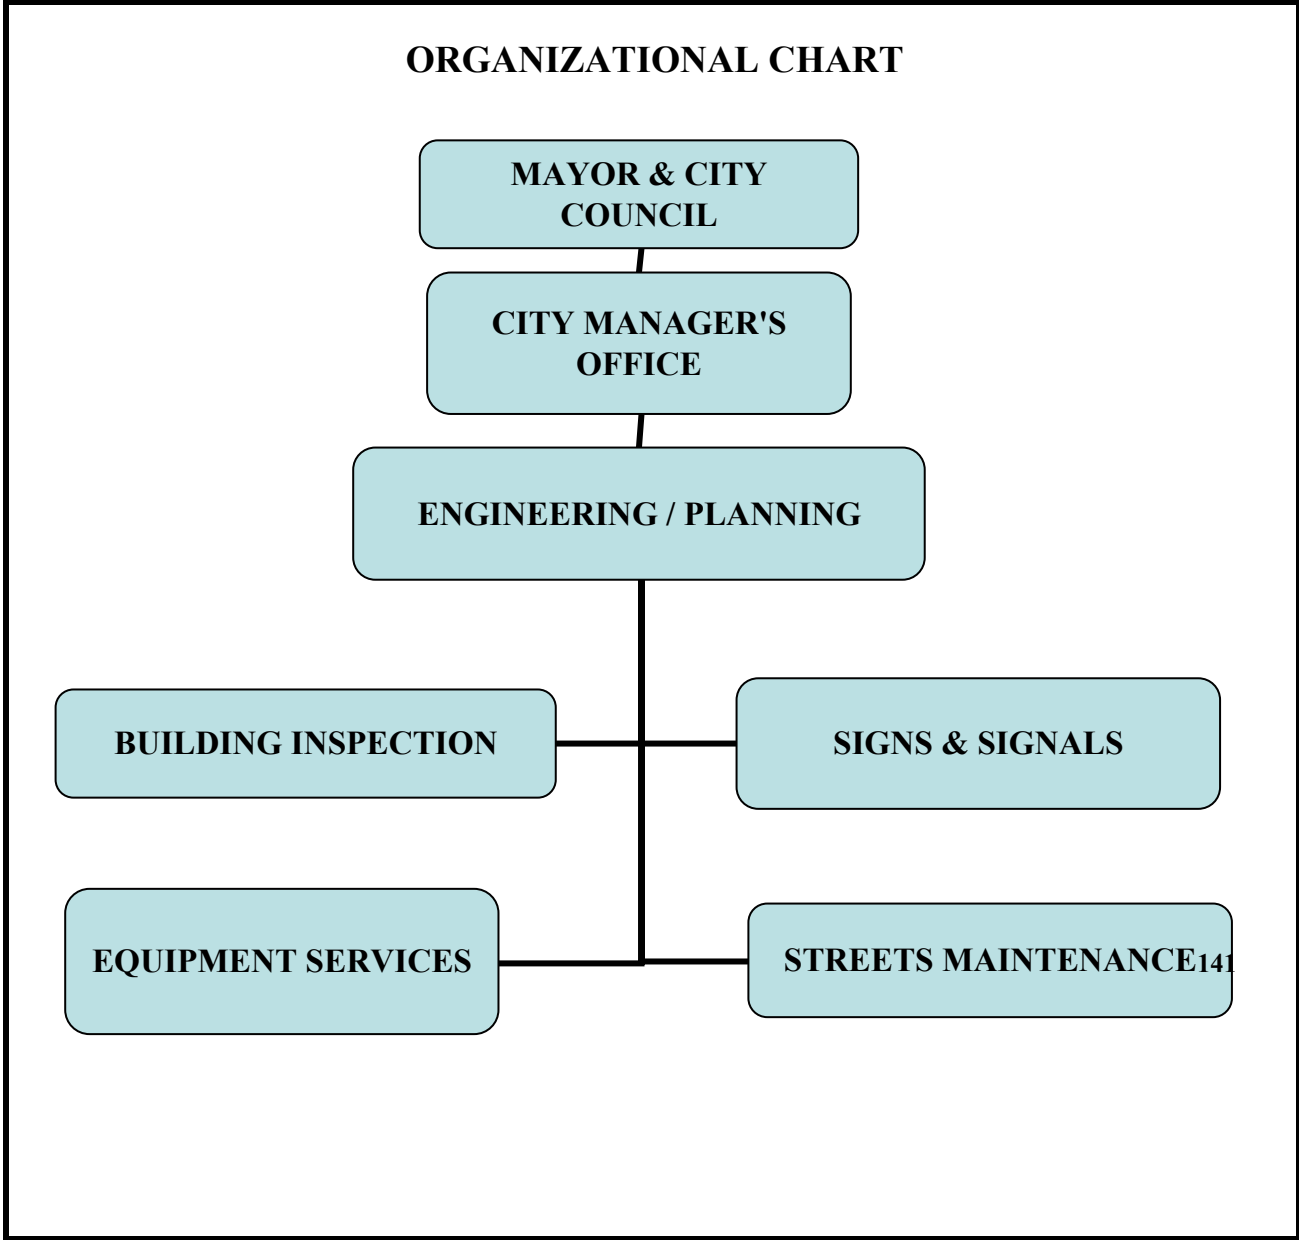 ORGANIZATIONAL CHART
MAYOR & CITY
COUNCIL
CITY MANAGER'S
OFFICE
ENGINEERING / PLANNING
BUILDING INSPECTION
SIGNS & SIGNALS
EQUIPMENT SERVICES
STREETS MAINTENANCE141